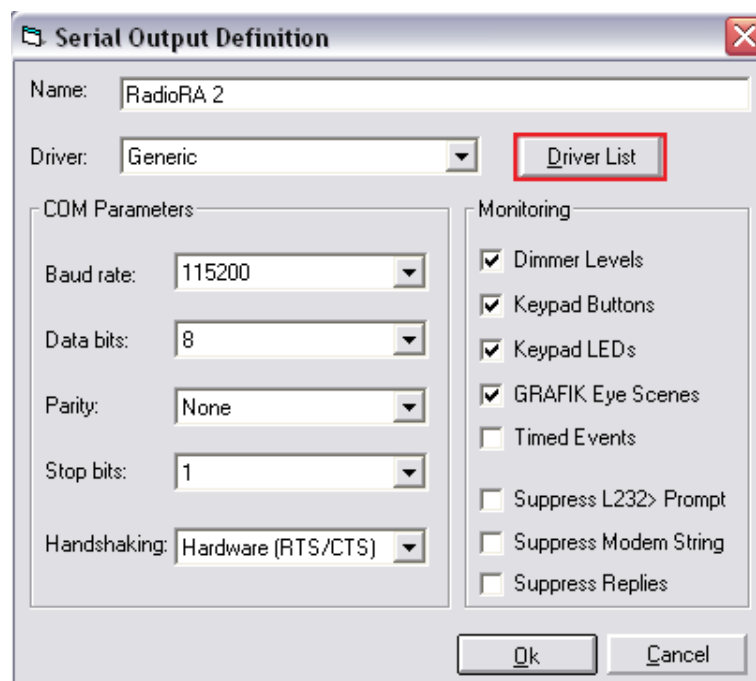 Serial Output Definition
Name: RadioRA 2
Driver: Generic Driver List
COM Parameters
Baud rate: 115200
Data bits: 8
Parity: None
Stop bits: 1
Handshaking: Hardware (RTS/CTS)
Monitoring
Dimmer Levels
Keypad Buttons
Keypad LEDs
GRAFIK Eye Scenes
Timed Events
Suppress L232> Prompt
Suppress Modem String
Suppress Replies
Ok Cancel